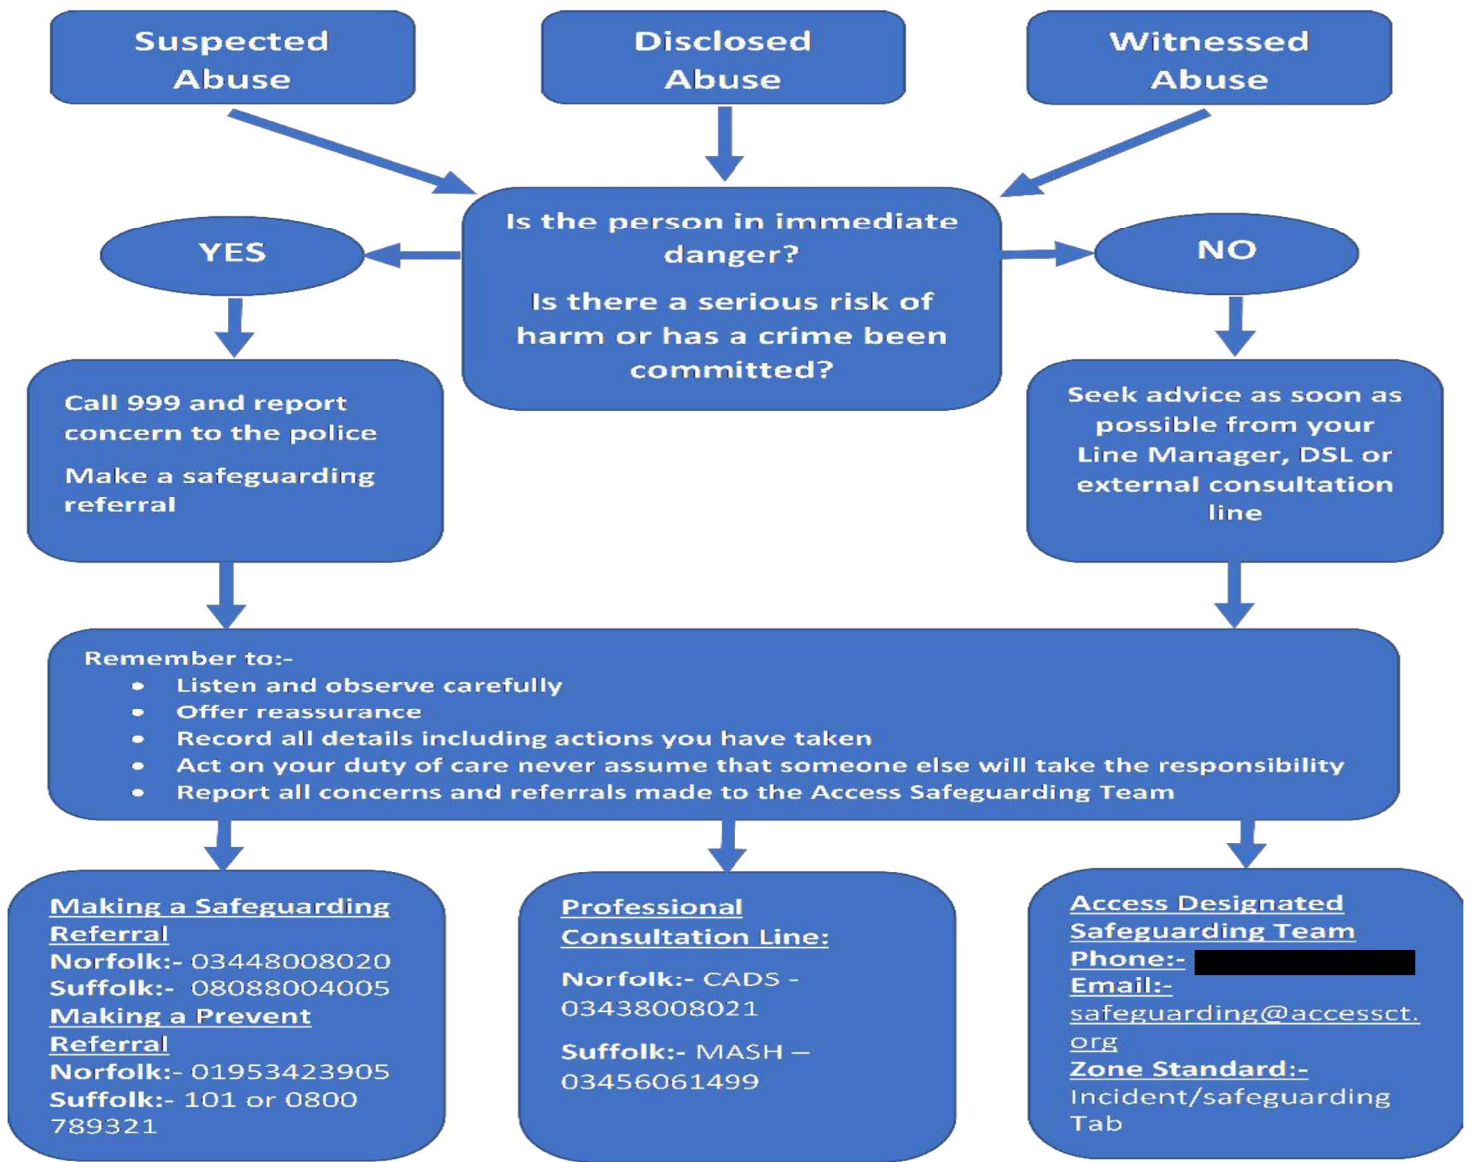 Suspected
Abuse
Disclosed
Abuse
Witnessed
Abuse
Is the person in immediate
danger?
Is there a serious risk of
harm or has a crime been
committed?
YES
NO
Call 999 and report
concern to the police
Make a safeguarding
referral
Seek advice as soon as
possible from your
Line Manager, DSL or
external consultation
line
Remember to:-
• Listen and observe carefully
• Offer reassurance
• Record all details including actions you have taken
• Act on your duty of care never assume that someone else will take the responsibility
• Report all concerns and referrals made to the Access Safeguarding Team
Making a Safeguarding
Referral
Norfolk:- 03448008020
Suffolk:- 08088004005
Making a Prevent
Referral
Norfolk:- 01953423905
Suffolk:- 101 or 0800
789321
Professional
Consultation Line:
Norfolk:- CADS -
03438008021
Suffolk:- MASH –
03456061499
Access Designated
Safeguarding Team
Phone:-
Email:-
safeguarding@accessct.
org
Zone Standard:-
Incident/safeguarding
Tab